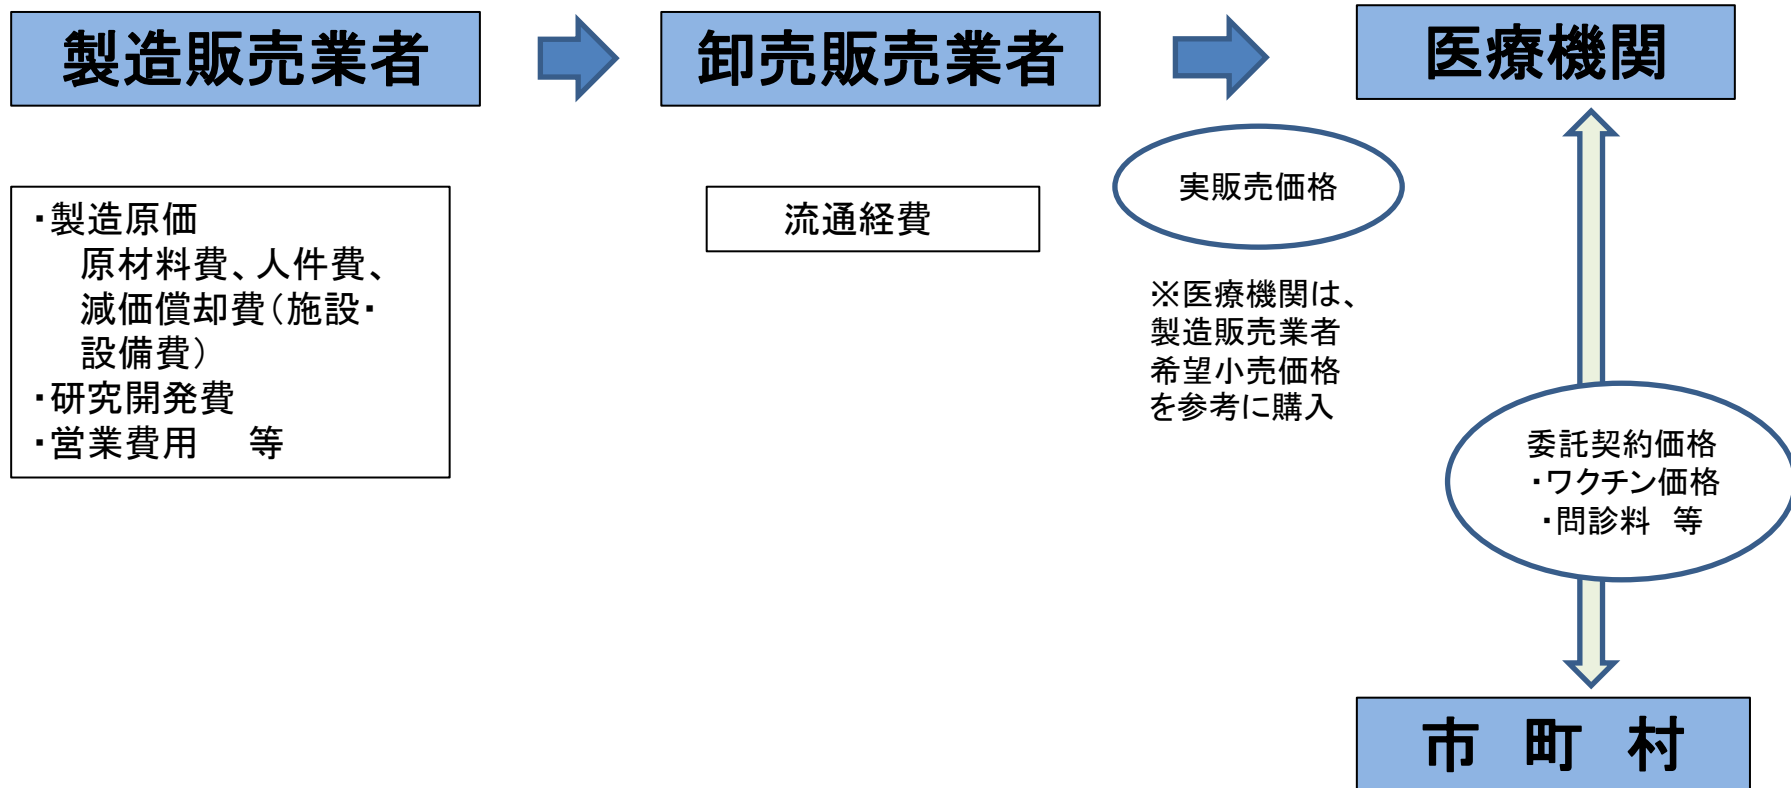 製造販売業者
卸売販売業者
医療機関
・製造原価
原材料費、人件費、
減価償却費（施設・
設備費）
・研究開発費
・営業費用　等
流通経費
実販売価格
※医療機関は、
製造販売業者
希望小売価格
を参考に購入
委託契約価格
・ワクチン価格
・問診料　等
市　町　村